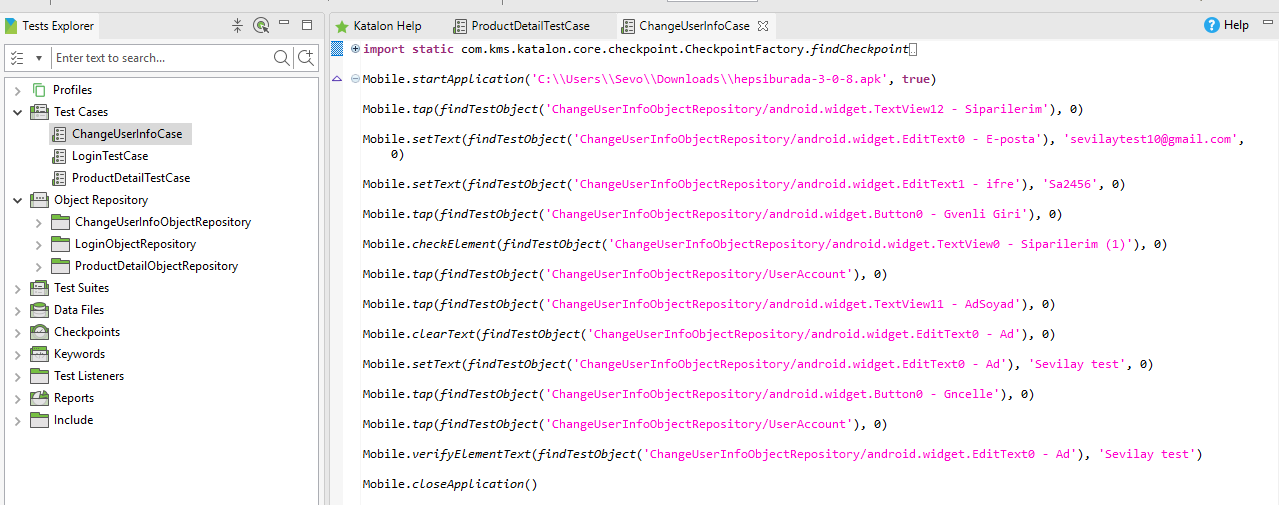 Tests Explorer
Enter text to search...
Profiles
Test Cases
ChangeUserInfoCase
LoginTestCase
ProductDetailTestCase
Object Repository
ChangeUserInfoObjectRepository
LoginObjectRepository
ProductDetailObjectRepository
Test Suites
Data Files
Checkpoints
Keywords
Test Listeners
Reports
Include
Katalon Help
ProductDetailTestCase
ChangeUserInfoCase
Help
import static com.kms.katalon.core.checkpoint.CheckpointFactory.findCheckpoint
Mobile.startApplication('C:\\Users\\Sevo\\Downloads\\hepsiburada-3-0-8.apk', true)
Mobile.tap(findTestObject('ChangeUserInfoObjectRepository/android.widget.TextView12 - Siparilerim'), 0)
Mobile.setText(findTestObject('ChangeUserInfoObjectRepository/android.widget.EditText0 - E-posta'), 'sevilaytest10@gmail.com',
0)
Mobile.setText(findTestObject('ChangeUserInfoObjectRepository/android.widget.EditText1 - ifre'), 'Sa2456', 0)
Mobile.tap(findTestObject('ChangeUserInfoObjectRepository/android.widget.Button0 - Gvenli Giri'), 0)
Mobile.checkElement(findTestObject('ChangeUserInfoObjectRepository/android.widget.TextView0 - Siparilerim (1)'), 0)
Mobile.tap(findTestObject('ChangeUserInfoObjectRepository/UserAccount'), 0)
Mobile.tap(findTestObject('ChangeUserInfoObjectRepository/android.widget.TextView11 - AdSoyad'), 0)
Mobile.clearText(findTestObject('ChangeUserInfoObjectRepository/android.widget.EditText0 - Ad'), 0)
Mobile.setText(findTestObject('ChangeUserInfoObjectRepository/android.widget.EditText0 - Ad'), 'Sevilay test', 0)
Mobile.tap(findTestObject('ChangeUserInfoObjectRepository/android.widget.Button0 - Gncelle'), 0)
Mobile.tap(findTestObject('ChangeUserInfoObjectRepository/UserAccount'), 0)
Mobile.verifyElementText(findTestObject('ChangeUserInfoObjectRepository/android.widget.EditText0 - Ad'), 'Sevilay test')
Mobile.closeApplication()